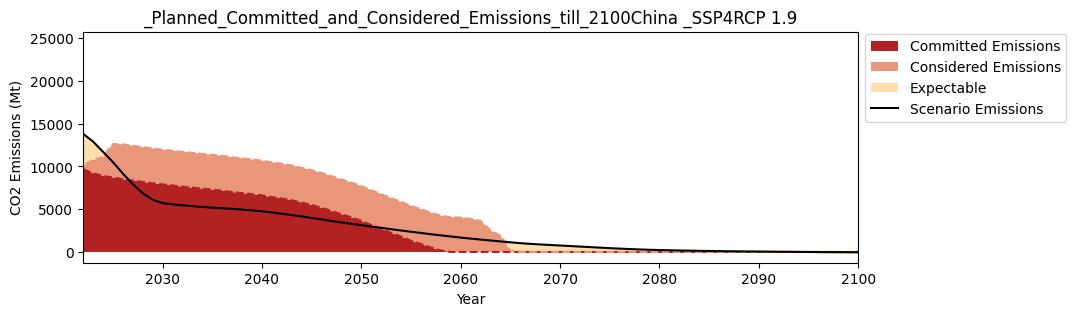 _Planned_Committed_and_Considered_Emissions_till_2100China _SSP4RCP 1.9
25000
20000
15000
10000
5000
0
CO2 Emissions (Mt)
2030 2040 2050 2060 2070 2080 2090 2100
Year
Committed Emissions
Considered Emissions
Expectable
Scenario Emissions